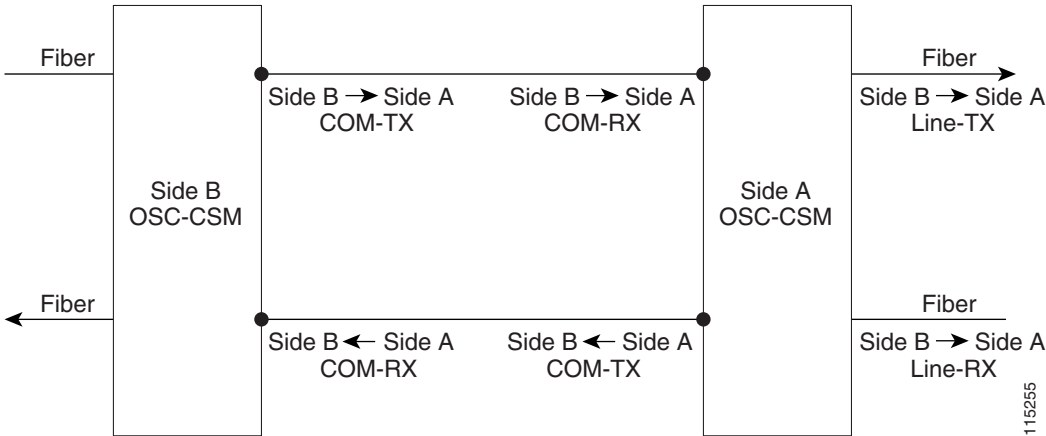 Fiber
Fiber
Side B → Side A
COM-TX
Side B → Side A
COM-RX
Side B → Side A
Line-TX
Side B
OSC-CSM
Side A
OSC-CSM
Fiber
Fiber
Side B ← Side A
COM-RX
Side B ← Side A
COM-TX
Side B → Side A
Line-RX
115255